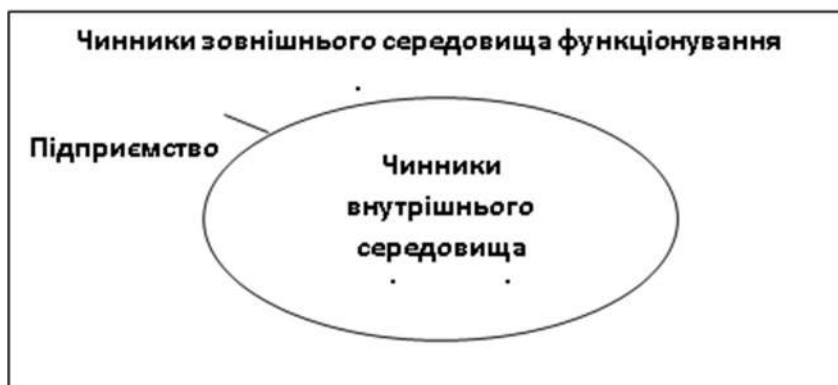 Чинники зовнішнього середовища функціонування
Підприємство
Чинники
внутрішнього
середовища